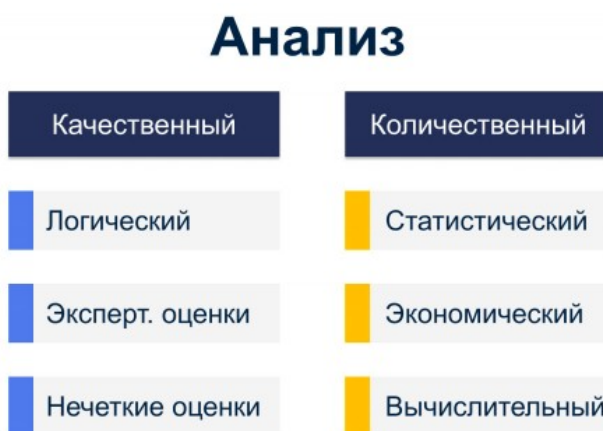 Анализ
Качественный
Количественный
Логический
Статистический
Эксперт. оценки
Экономический
Нечеткие оценки
Вычислительный